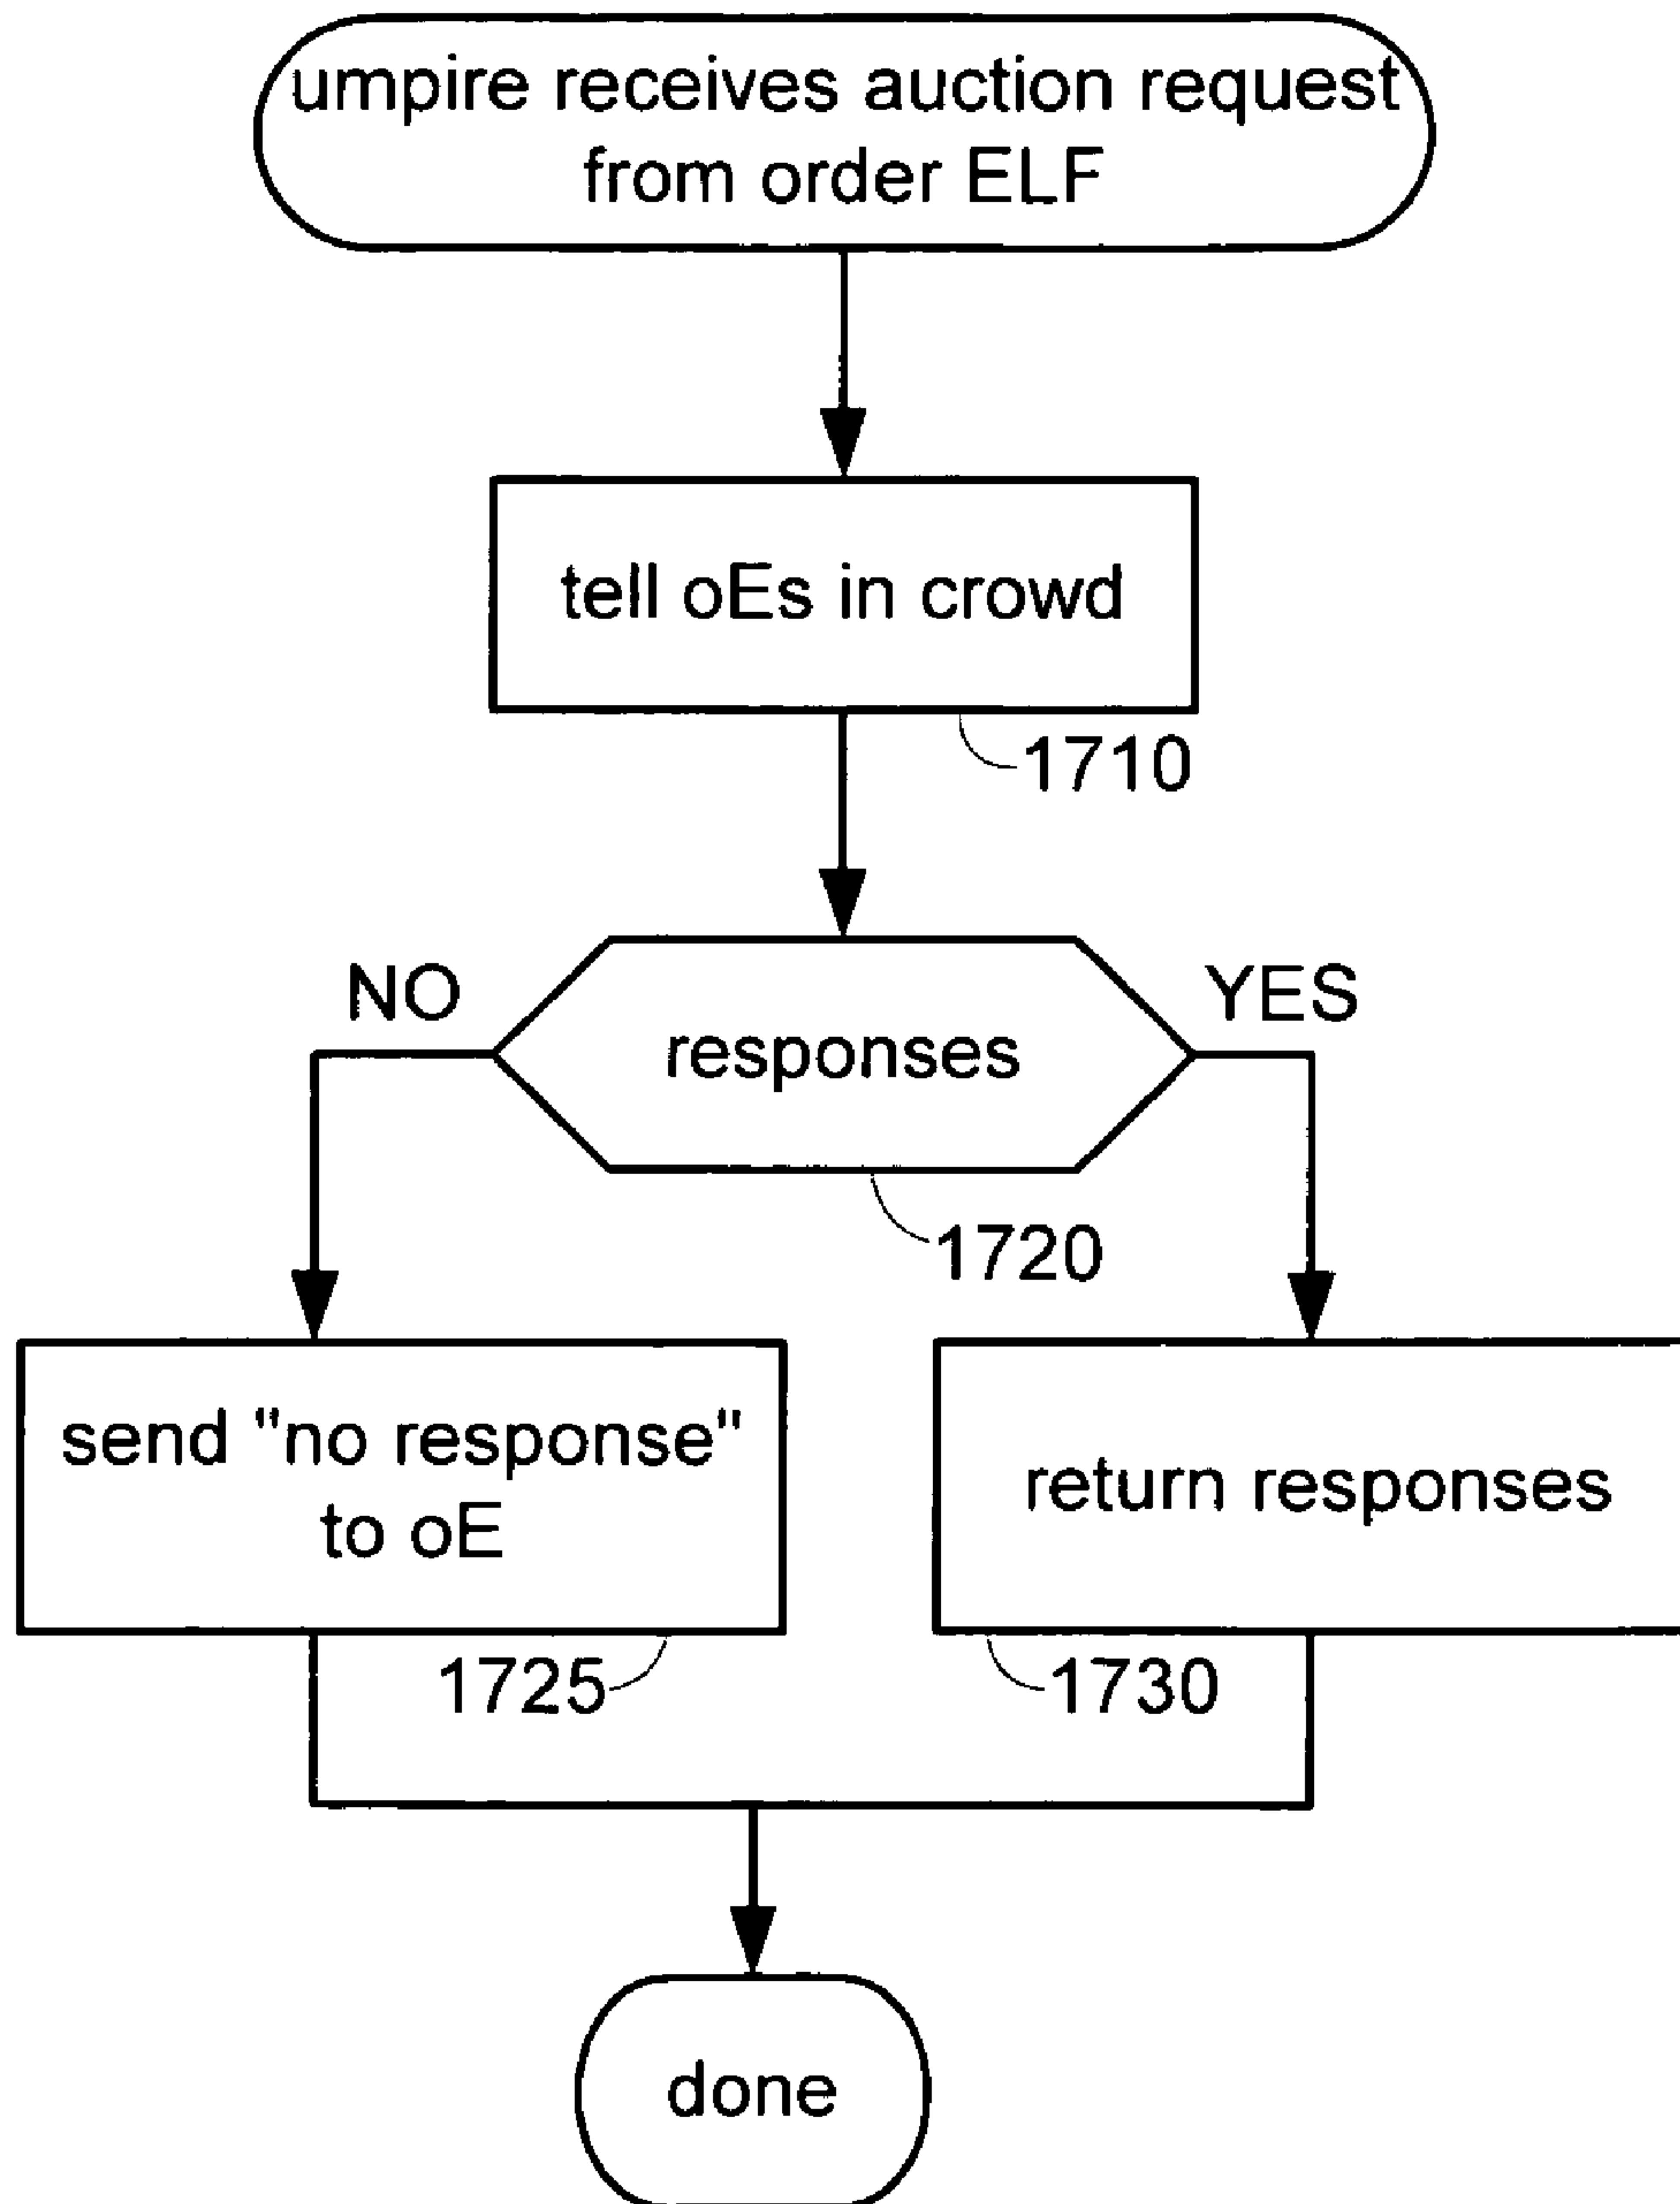 umpire receives auction request
from order ELF
tell oEs in crowd
1710
NO
YES
responses
1720
send "no response"
to oE
return responses
1725
1730
done